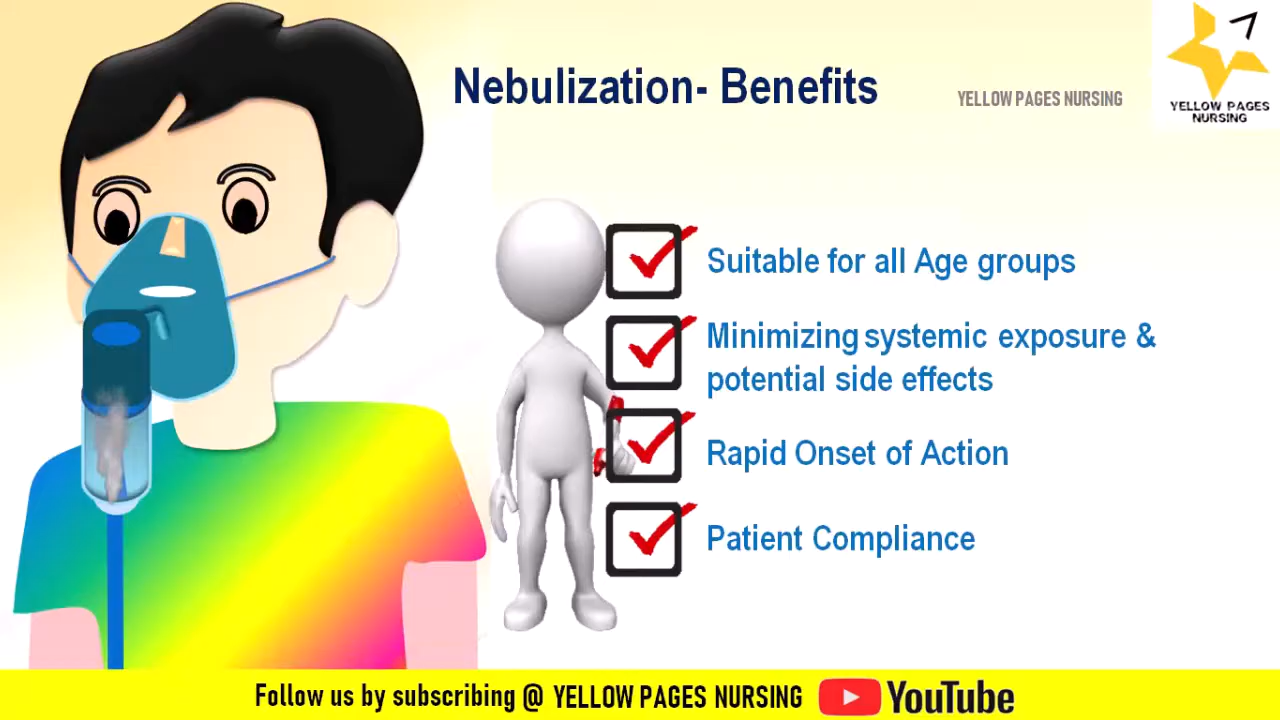 Nebulization- Benefits
YELLOW PAGES NURSING
YELLOW PAGES
NURSING
Suitable for all Age groups
Minimizing systemic exposure &
potential side effects
Rapid Onset of Action
Patient Compliance
Follow us by subscribing @ YELLOW PAGES NURSING YouTube